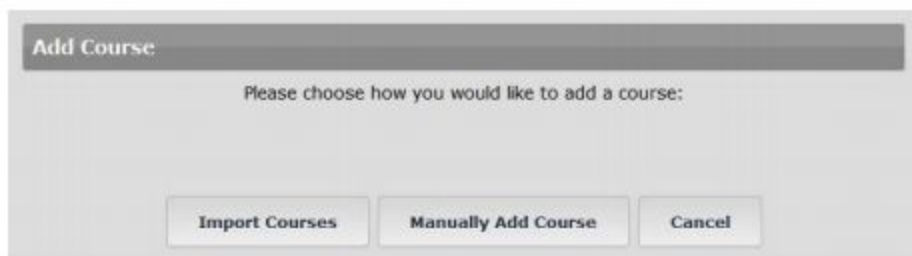 Add Course
Please choose how you would like to add a course:
Import Courses Manually Add Course Cancel